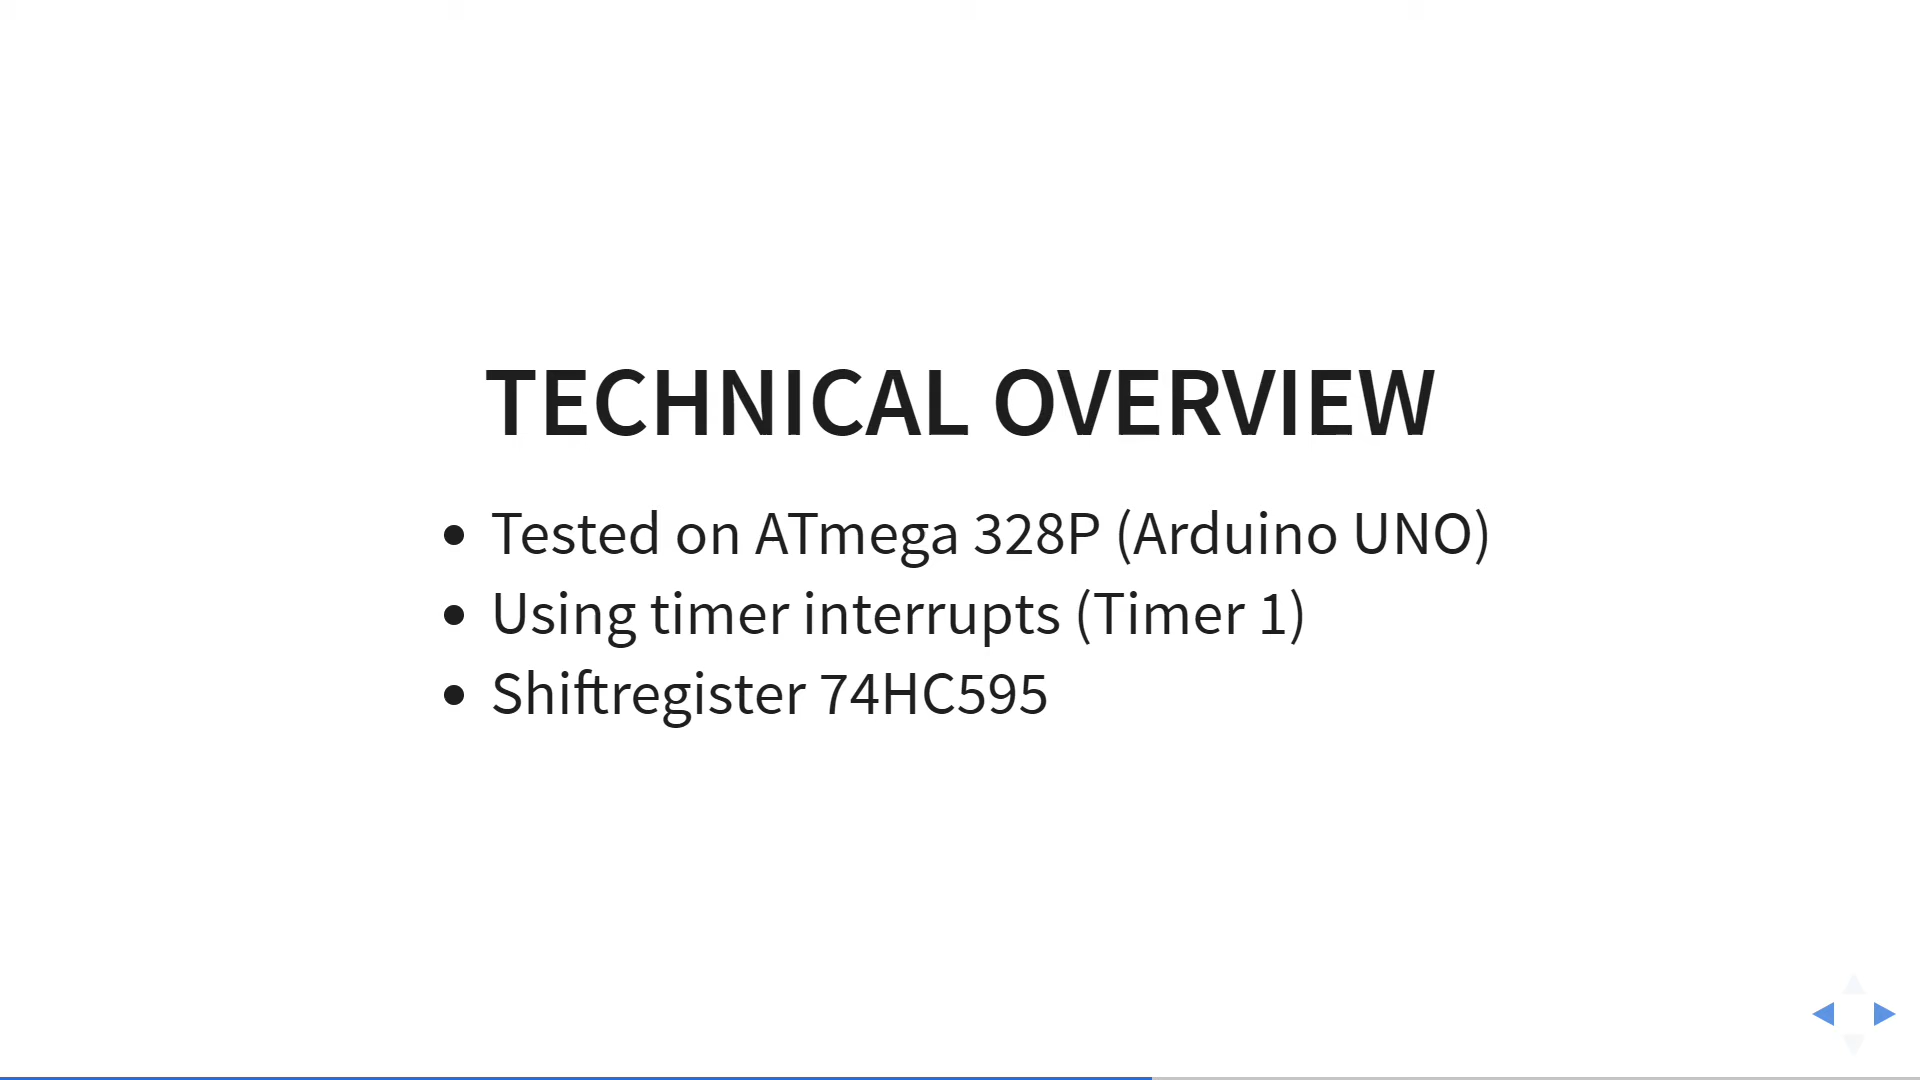 TECHNICAL OVERVIEW
Tested on ATmega 328P (Arduino UNO)
Using timer interrupts (Timer 1)
Shiftregister 74HC595